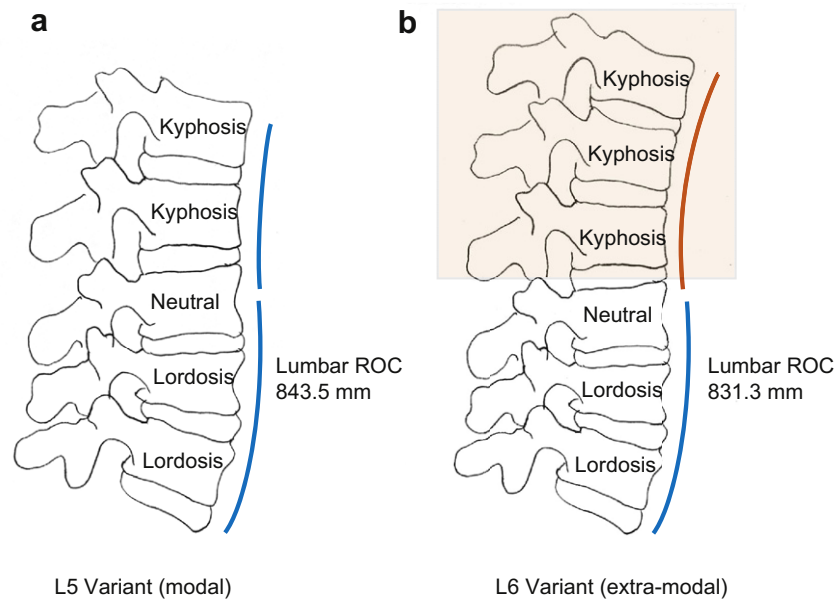 a
Kyphosis
Kyphosis
Neutral
Lordosis
Lordosis
Lumbar ROC
843.5 mm
L5 Variant (modal)
b
Kyphosis
Kyphosis
Kyphosis
Neutral
Lordosis
Lordosis
Lumbar ROC
831.3 mm
L6 Variant (extra-modal)